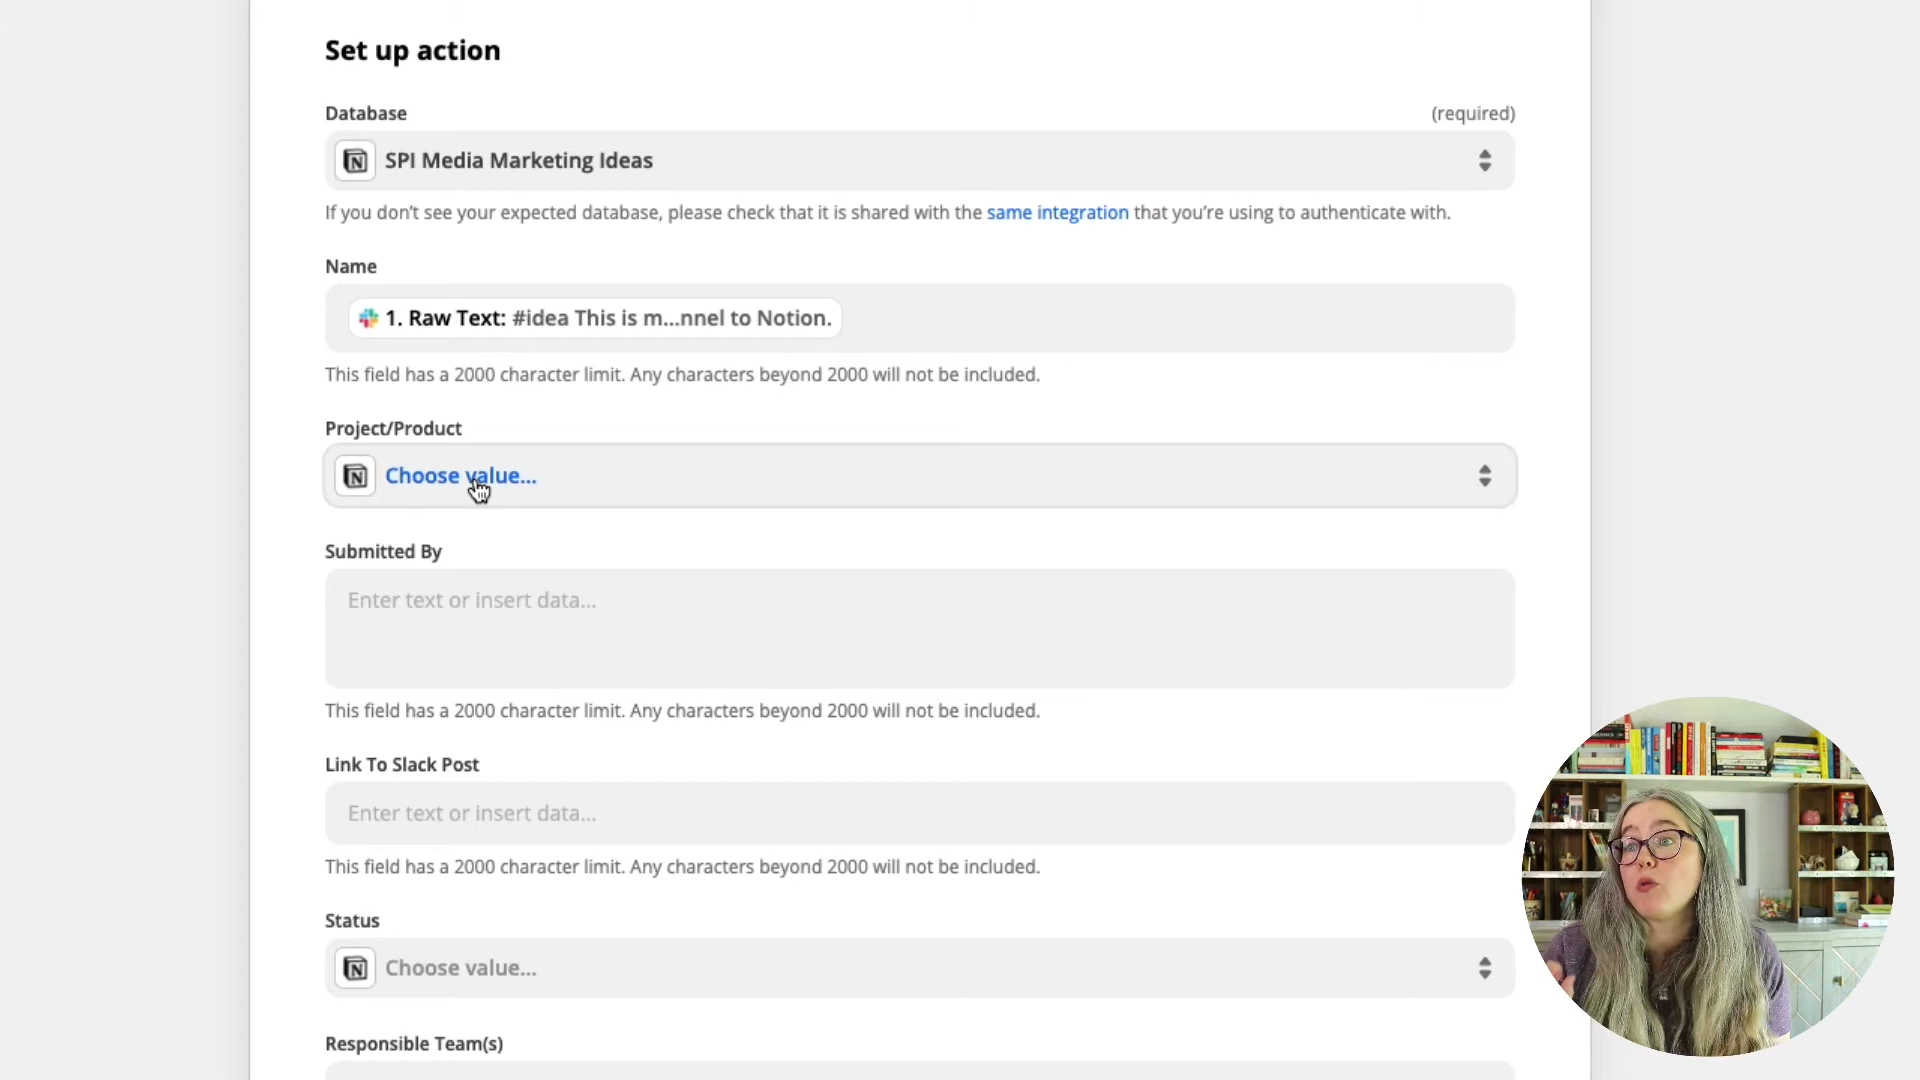 Set up action
Database (required)
SPI Media Marketing Ideas
If you don't see your expected database, please check that it is shared with the same integration that you're using to authenticate with.
Name
1. Raw Text: #idea This is m...nnel to Notion.
This field has a 2000 character limit. Any characters beyond 2000 will not be included.
Project/Product
Choose value...
Submitted By
Enter text or insert data...
This field has a 2000 character limit. Any characters beyond 2000 will not be included.
Link To Slack Post
Enter text or insert data...
This field has a 2000 character limit. Any characters beyond 2000 will not be included.
Status
Choose value...
Responsible Team(s)